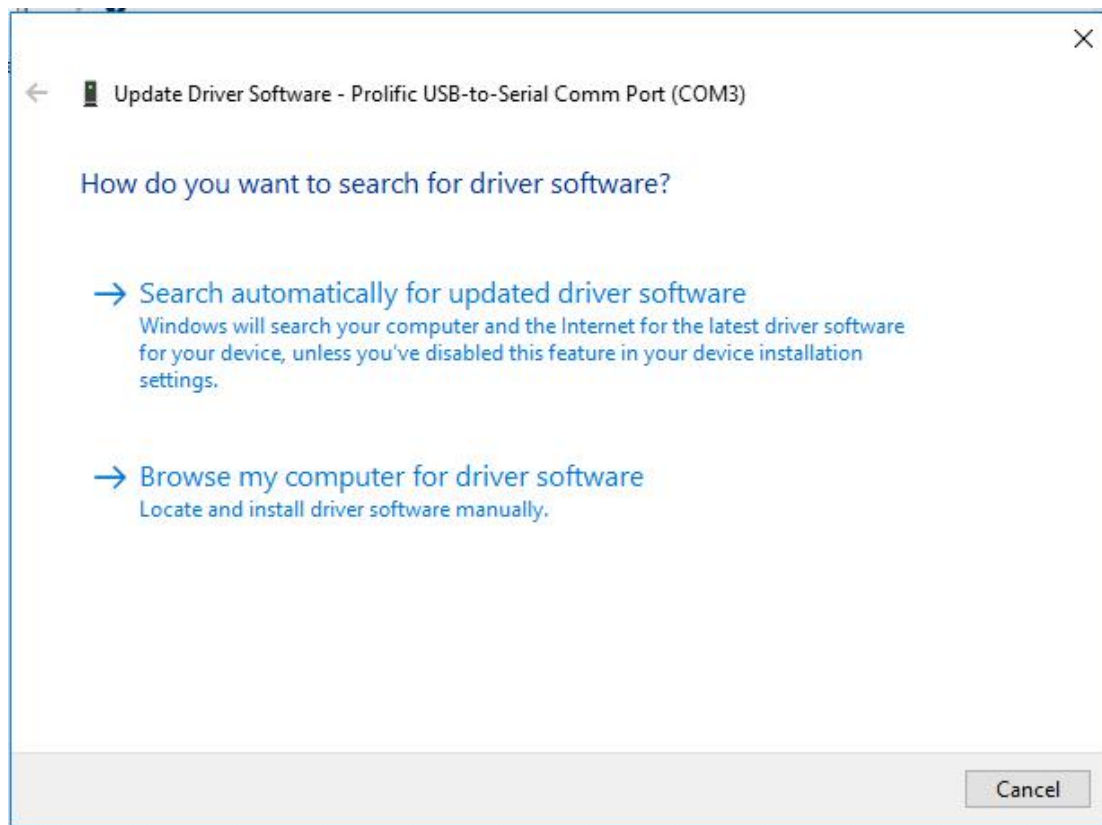 Update Driver Software - Prolific USB-to-Serial Comm Port (COM3)
How do you want to search for driver software?
Search automatically for updated driver software
Windows will search your computer and the Internet for the latest driver software
for your device, unless you've disabled this feature in your device installation
settings.
Browse my computer for driver software
Locate and install driver software manually.
Cancel